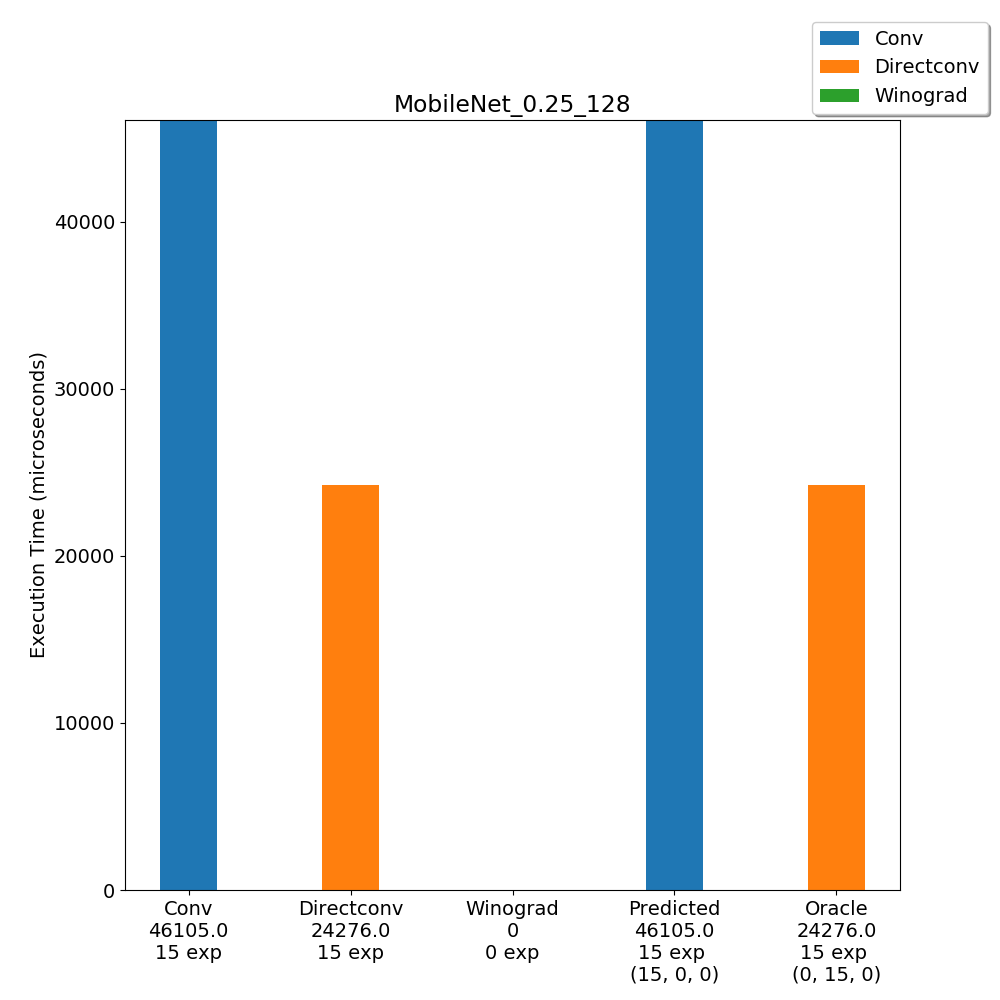 Conv
Directconv
Winograd
MobileNet_0.25_128
Execution Time (microseconds)
40000
30000
20000
10000
0
Conv
46105.0
15 exp
Directconv
24276.0
15 exp
Winograd
0
0 exp
Predicted
46105.0
15 exp
(15, 0, 0)
Oracle
24276.0
15 exp
(0, 15, 0)